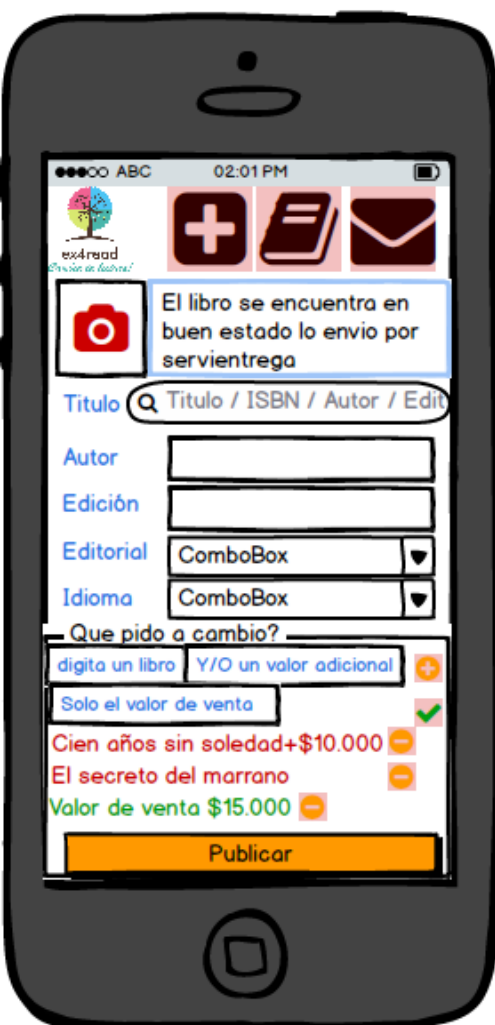 ABC 02:01 PM
ex4read
El libro se encuentra en
buen estado lo envio por
servientrega
Titulo Titulo / ISBN / Autor / Edit
Autor
Edición
Editorial ComboBox
Idioma ComboBox
Que pido a cambio?
digita un libro Y/O un valor adicional
Solo el valor de venta
Cien años sin soledad+$10.000
El secreto del marrano
Valor de venta $15.000
Publicar